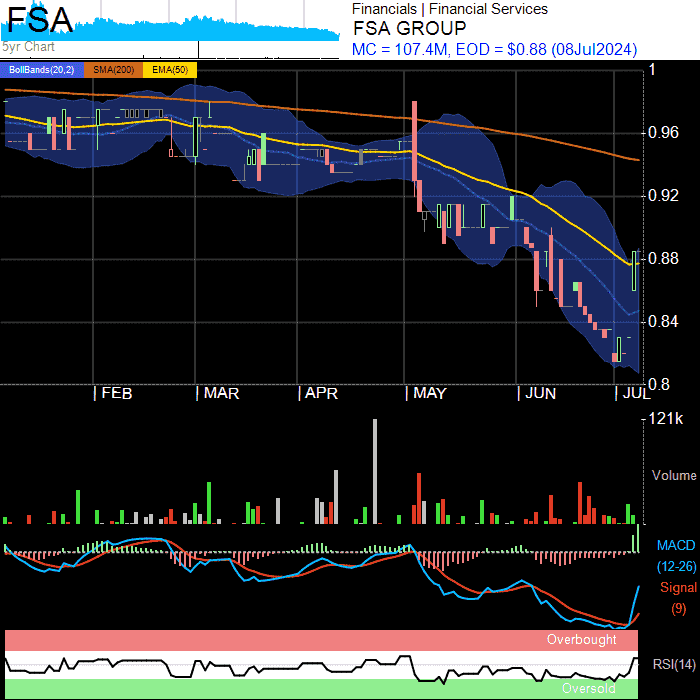 FSA
5yr Chart
Financials | Financial Services
FSA GROUP
MC = 107.4M, EOD = $0.88 (08Jul2024)
BollBands(20,2) SMA(200) EMA(50)
1
0.96
0.92
0.88
0.84
0.8
| FEB | MAR | APR | MAY | JUN | JUL
121k
Volume
MACD
(12-26)
Signal
(9)
Overbought
RSI(14)
Oversold